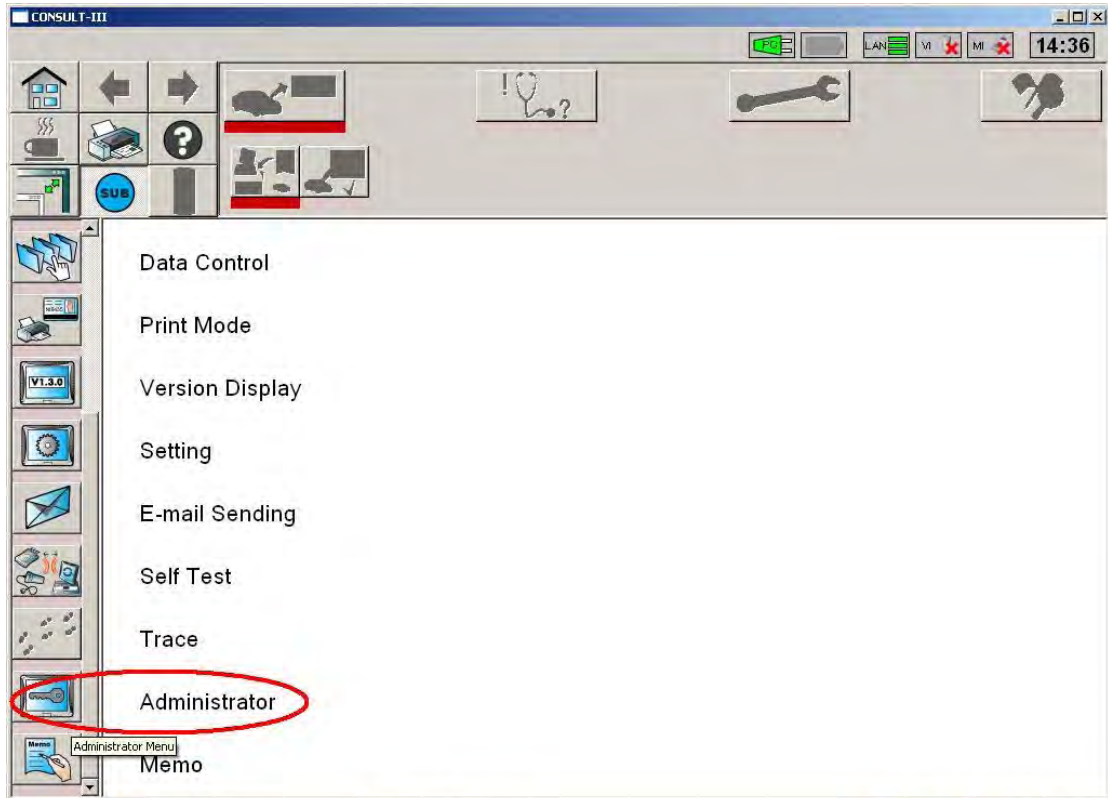 CONSULT-III
PC
LAN
VI
MI
14:36
!
?
?
SUB
Data Control
Print Mode
V1.3.0
Version Display
Setting
E-mail Sending
Self Test
Trace
Administrator
Administrator Menu
Memo
Memo